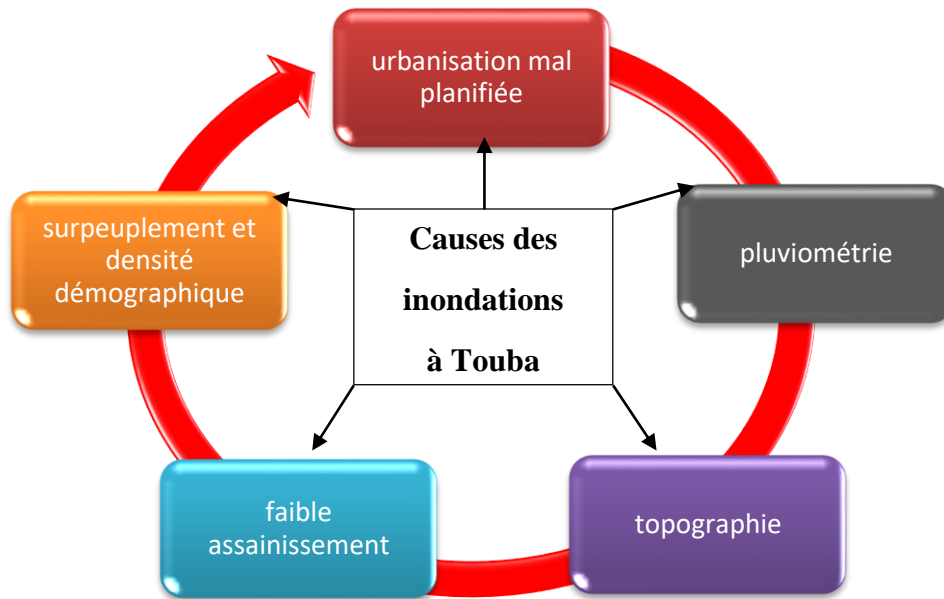 urbanisation mal
planifiée
surpeuplement et
densité
démographique
Causes des
inondations
à Touba
pluviométrie
faible
assainissement
topographie